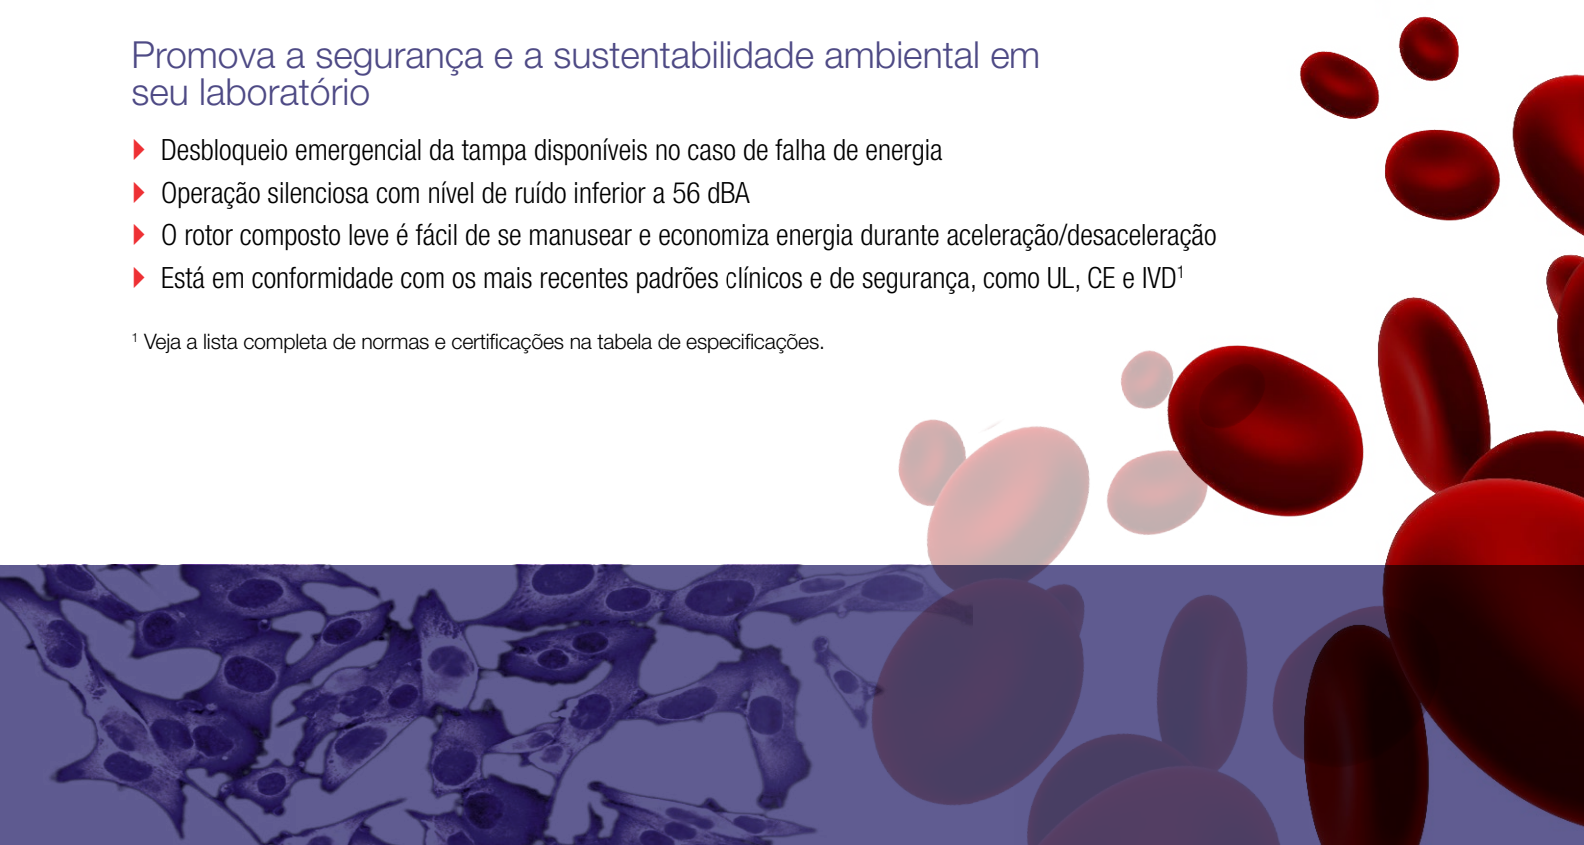 Promova a segurança e a sustentabilidade ambiental em
seu laboratório
Desbloqueio emergencial da tampa disponíveis no caso de falha de energia
Operação silenciosa com nível de ruído inferior a 56 dBA
O rotor composto leve é fácil de se manusear e economiza energia durante aceleração/desaceleração
Está em conformidade com os mais recentes padrões clínicos e de segurança, como UL, CE e IVD¹
¹ Veja a lista completa de normas e certificações na tabela de especificações.